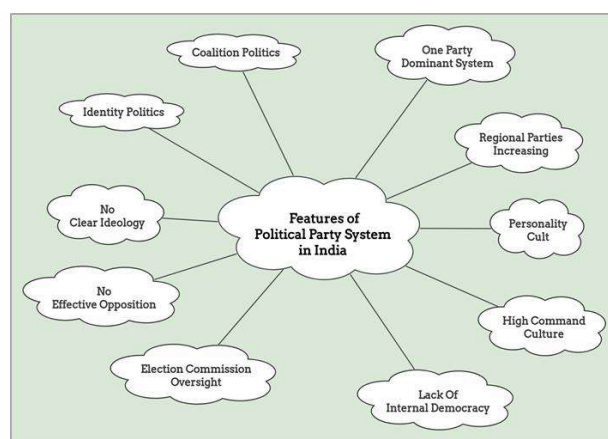 Coalition Politics
One Party
Dominant System
Identity Politics
Regional Parties
Increasing
No
Clear Ideology
Features of
Political Party System
in India
Personality
Cult
No
Effective Opposition
High Command
Culture
Election Commission
Oversight
Lack Of
Internal Democracy